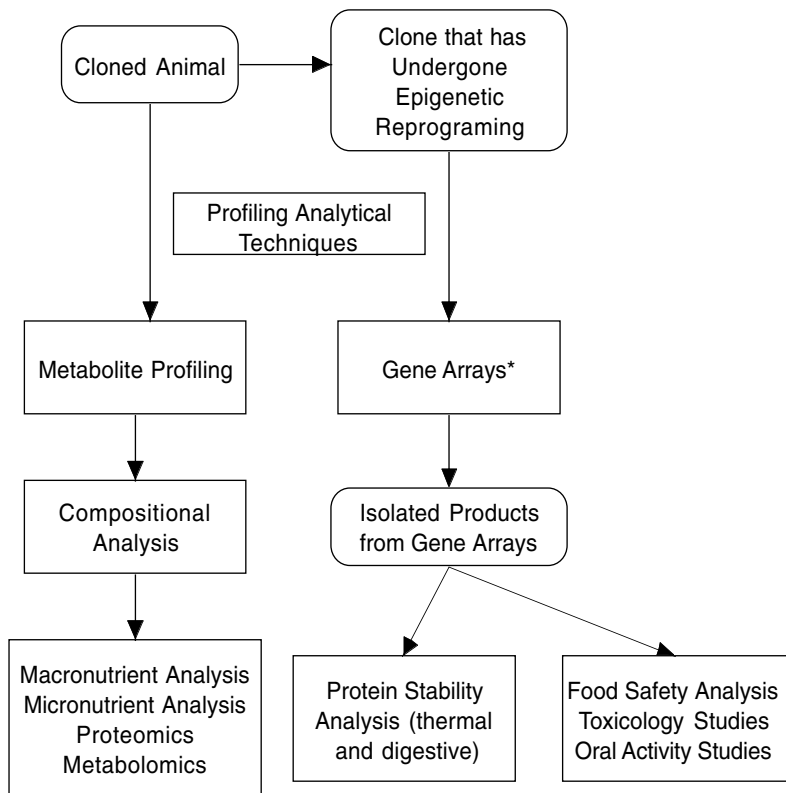 Cloned Animal
Clone that has
Undergone
Epigenetic
Reprograming
Profiling Analytical
Techniques
Metabolite Profiling
Gene Arrays*
Compositional
Analysis
Isolated Products
from Gene Arrays
Macronutrient Analysis
Micronutrient Analysis
Proteomics
Metabolomics
Protein Stability
Analysis (thermal
and digestive)
Food Safety Analysis
Toxicology Studies
Oral Activity Studies